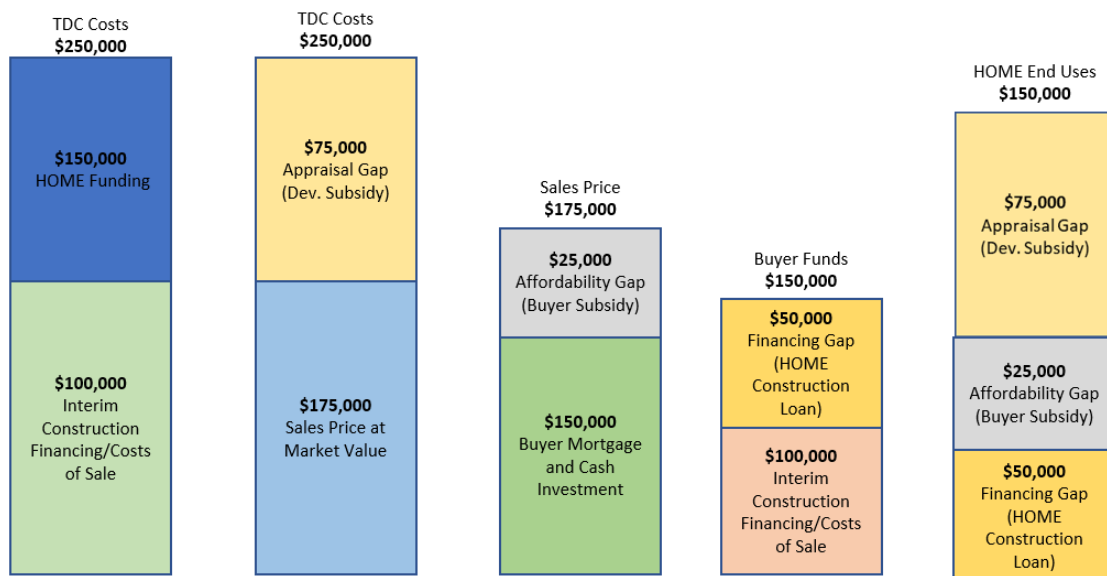 TDC Costs
$250,000
$150,000
HOME Funding
$100,000
Interim
Construction
Financing/Costs
of Sale
TDC Costs
$250,000
$75,000
Appraisal Gap
(Dev. Subsidy)
$175,000
Sales Price at
Market Value
Sales Price
$175,000
$25,000
Affordability Gap
(Buyer Subsidy)
$150,000
Buyer Mortgage
and Cash
Investment
Buyer Funds
$150,000
$50,000
Financing Gap
(HOME
Construction
Loan)
$100,000
Interim
Construction
Financing/Costs
of Sale
HOME End Uses
$150,000
$75,000
Appraisal Gap
(Dev. Subsidy)
$25,000
Affordability Gap
(Buyer Subsidy)
$50,000
Financing Gap
(HOME
Construction
Loan)